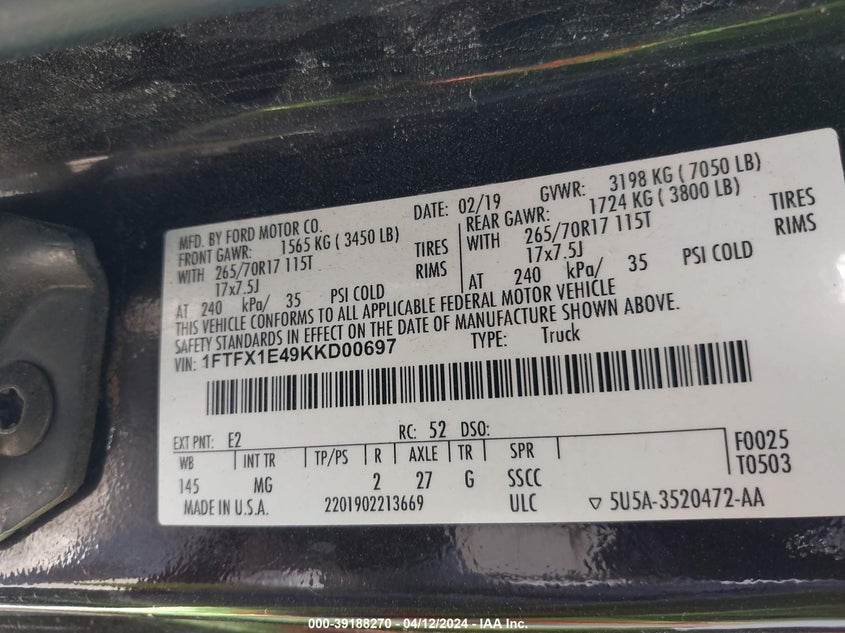 MFD. BY FORD MOTOR CO. DATE: 02/19 GVWR: 3198 KG ( 7050 LB)
FRONT GAWR: 1565 KG ( 3450 LB) REAR GAWR: 1724 KG ( 3800 LB)
WITH 265/70R17 115T TIRES WITH 265/70R17 115T TIRES
17x7.5J RIMS 17x7.5J RIMS
AT 240 kPa/ 35 PSI COLD AT 240 kPa/ 35 PSI COLD
THIS VEHICLE CONFORMS TO ALL APPLICABLE FEDERAL MOTOR VEHICLE
SAFETY STANDARDS IN EFFECT ON THE DATE OF MANUFACTURE SHOWN ABOVE.
VIN: 1FTFX1E49KKD00697 TYPE: Truck
EXT PNT: E2 RC: 52 DSO:
WB INT TR TP/PS R AXLE TR SPR F0025
145 MG 2 27 G SSCC T0503
MADE IN U.S.A. 2201902213669 ULC ▽ 5U5A-3520472-AA
000-39188270 - 04/12/2024 - IAA Inc.